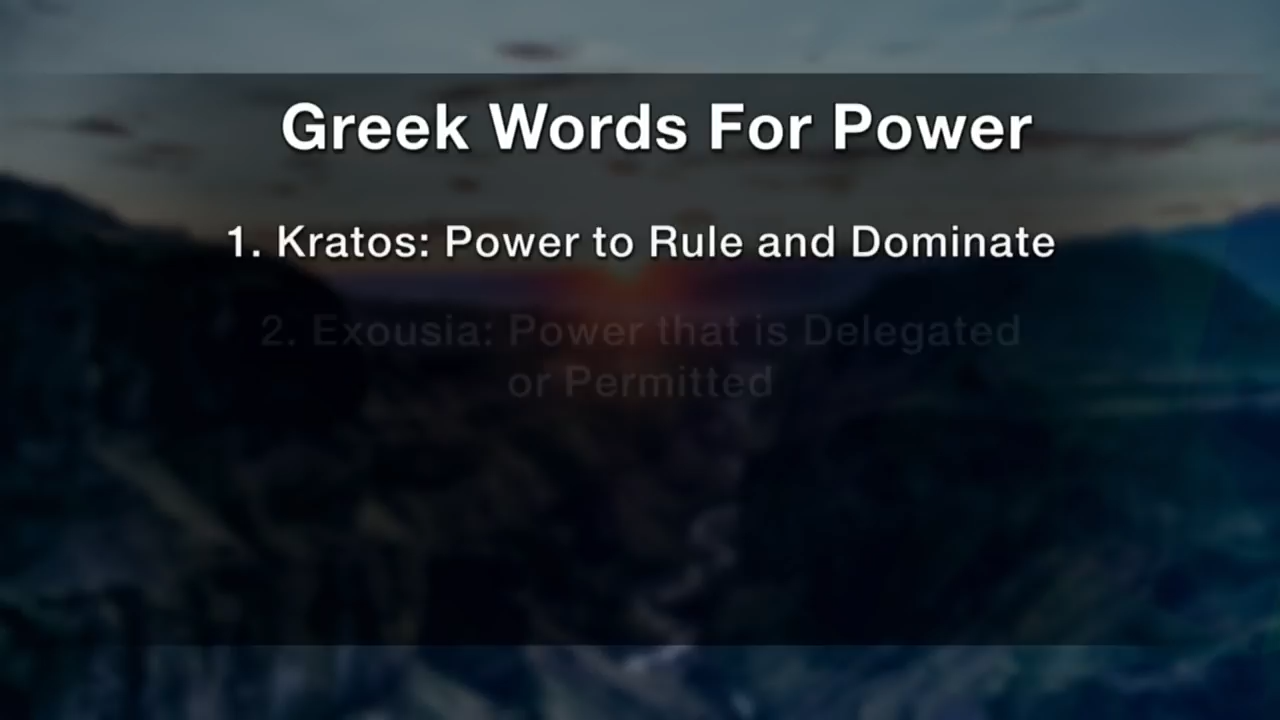 Greek Words For Power
1. Kratos: Power to Rule and Dominate
2. Exousia: Power that is Delegated
or Permitted